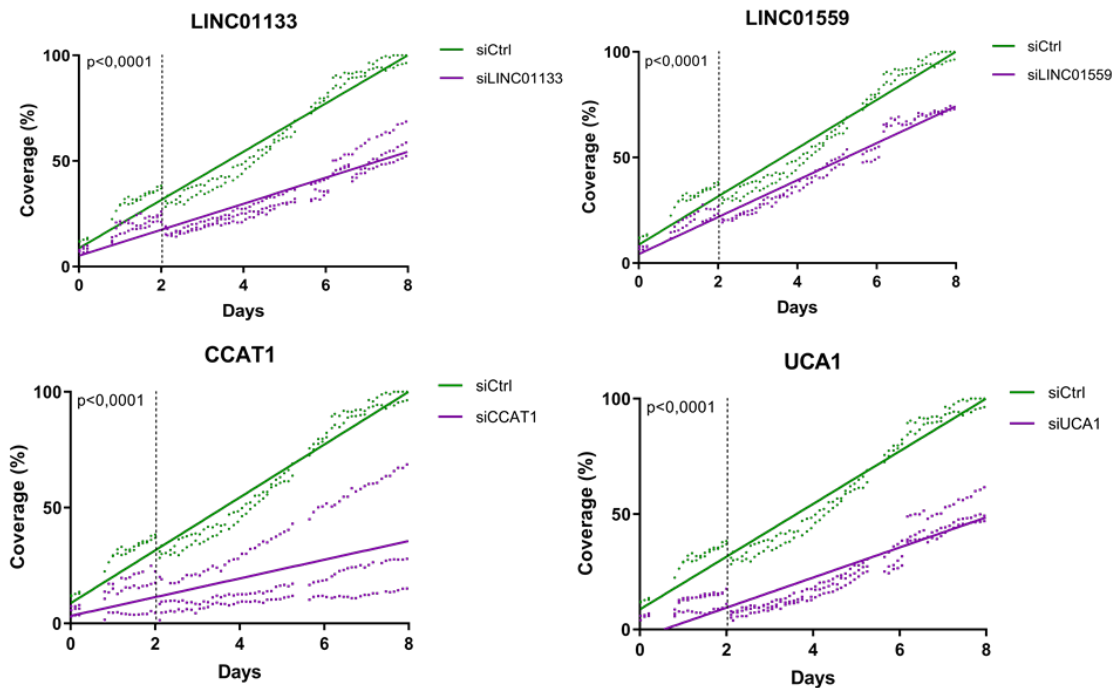 LINC01133
siCtrl
siLINC01133
p<0,0001
100
50
0
Coverage (%)
0 2 4 6 8
Days
LINC01559
siCtrl
siLINC01559
p<0,0001
100
50
0
Coverage (%)
0 2 4 6 8
Days
CCAT1
siCtrl
siCCAT1
p<0,0001
100
50
0
Coverage (%)
0 2 4 6 8
Days
UCA1
siCtrl
siUCA1
p<0,0001
100
50
0
Coverage (%)
0 2 4 6 8
Days